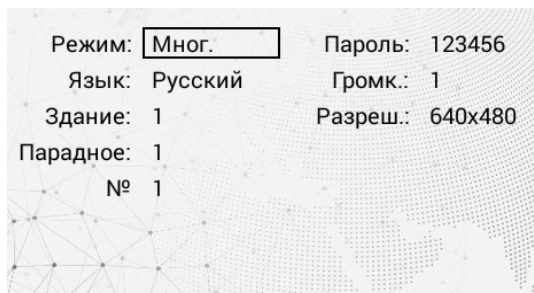 Режим: Мног. Пароль: 123456
Язык: Русский Громк.: 1
Здание: 1 Разреш.: 640x480
Парадное: 1
№ 1